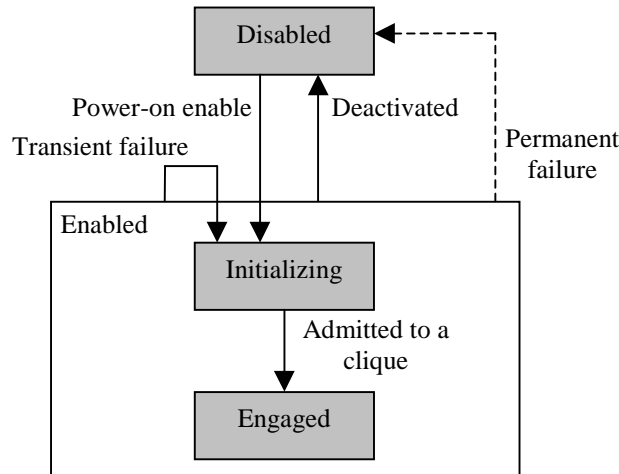 Disabled
Power-on enable
Deactivated
Transient failure
Permanent
failure
Enabled
Initializing
Admitted to a
clique
Engaged